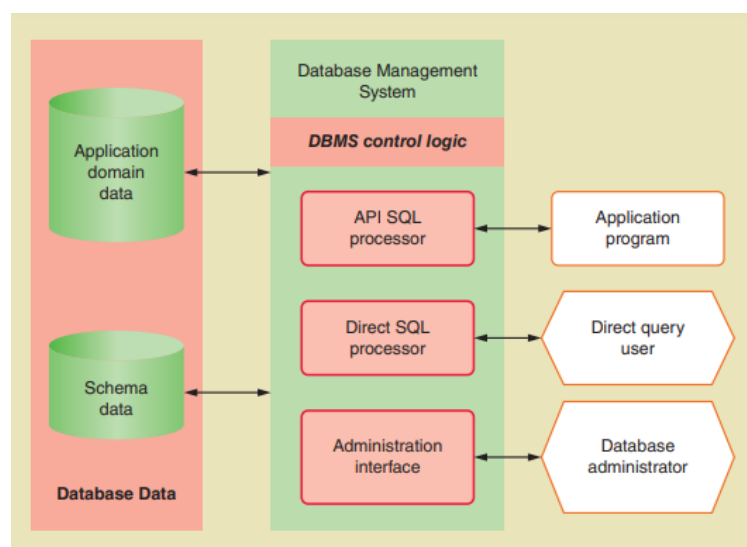 Application
domain
data
Schema
data
Database Data
Database Management
System
DBMS control logic
API SQL
processor
Direct SQL
processor
Administration
interface
Application
program
Direct query
user
Database
administrator